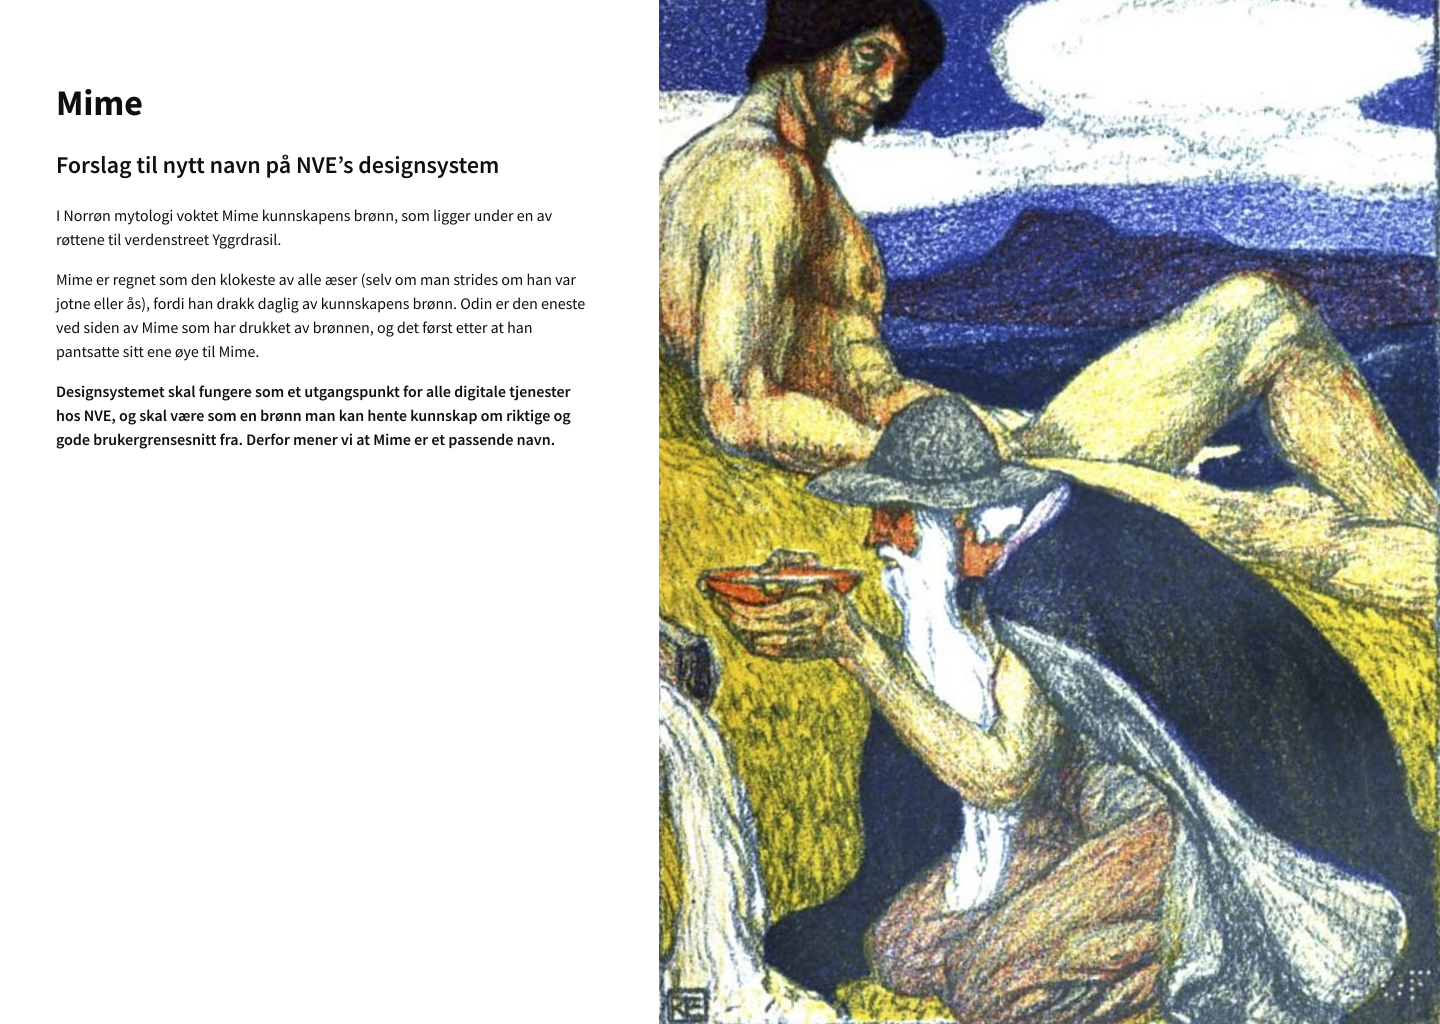 Mime
Forslag til nytt navn på NVE’s designsystem
I Norrøn mytologi voktet Mime kunnskapens brønn, som ligger under en av
røttene til verdenstreet Yggrdrasil.
Mime er regnet som den klokeste av alle æser (selv om man strides om han var
jotne eller ås), fordi han drakk daglig av kunnskapens brønn. Odin er den eneste
ved siden av Mime som har drukket av brønnen, og det først etter at han
pantsatte sitt ene øye til Mime.
Designsystemet skal fungere som et utgangspunkt for alle digitale tjenester
hos NVE, og skal være som en brønn man kan hente kunnskap om riktige og
gode brukergrensesnitt fra. Derfor mener vi at Mime er et passende navn.